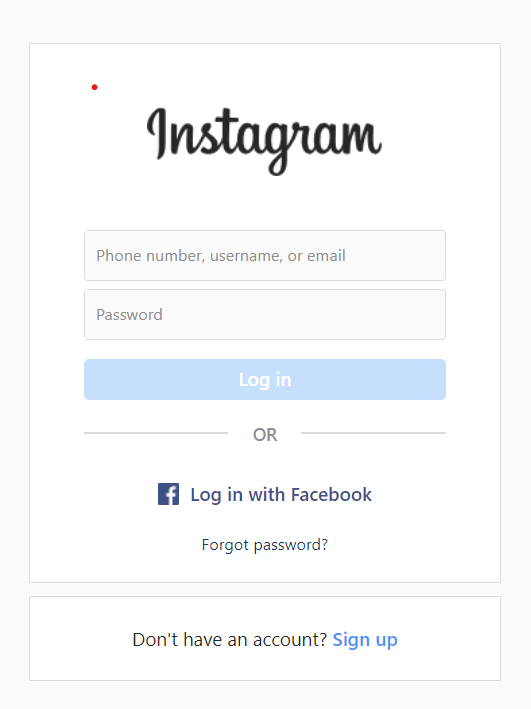 Instagram
Phone number, username, or email
Password
Log in
OR
Log in with Facebook
Forgot password?
Don't have an account? Sign up